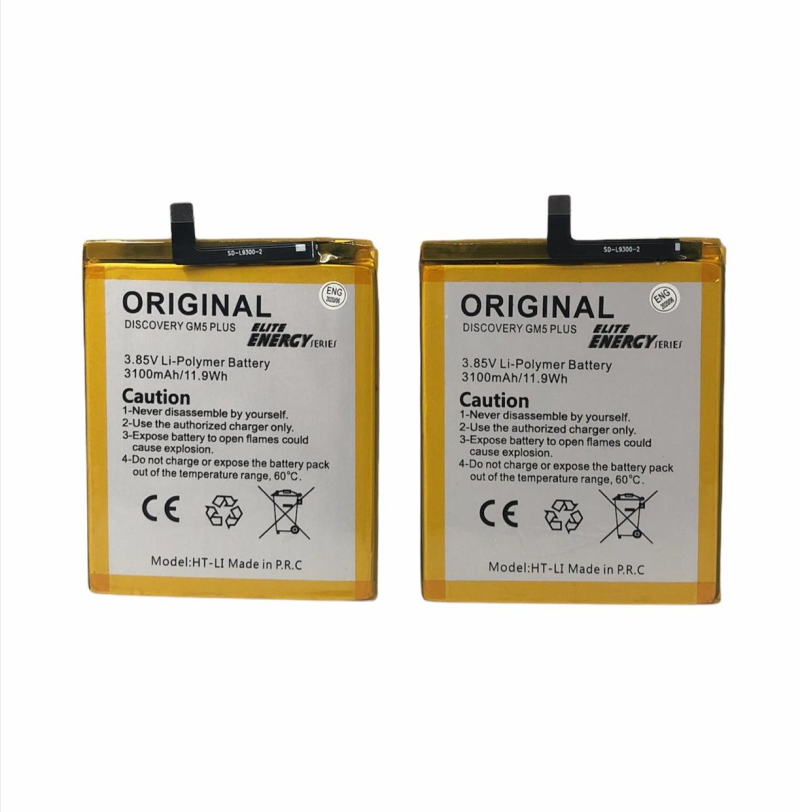 SD-L9300-2
ORIGINAL
ENG
2020/06
DISCOVERY GM5 PLUS
ELITE
ENERGY SERIES
3.85V Li-Polymer Battery
3100mAh/11.9Wh
Caution
1-Never disassemble by yourself.
2-Use the authorized charger only.
3-Expose battery to open flames could
cause explosion.
4-Do not charge or expose the battery pack
out of the temperature range, 60°C.
CE
Model:HT-LI Made in P.R.C
SD-L9300-2
ORIGINAL
ENG
2020/06
DISCOVERY GM5 PLUS
ELITE
ENERGY SERIES
3.85V Li-Polymer Battery
3100mAh/11.9Wh
Caution
1-Never disassemble by yourself.
2-Use the authorized charger only.
3-Expose battery to open flames could
cause explosion.
4-Do not charge or expose the battery pack
out of the temperature range, 60°C.
CE
Model:HT-LI Made in P.R.C